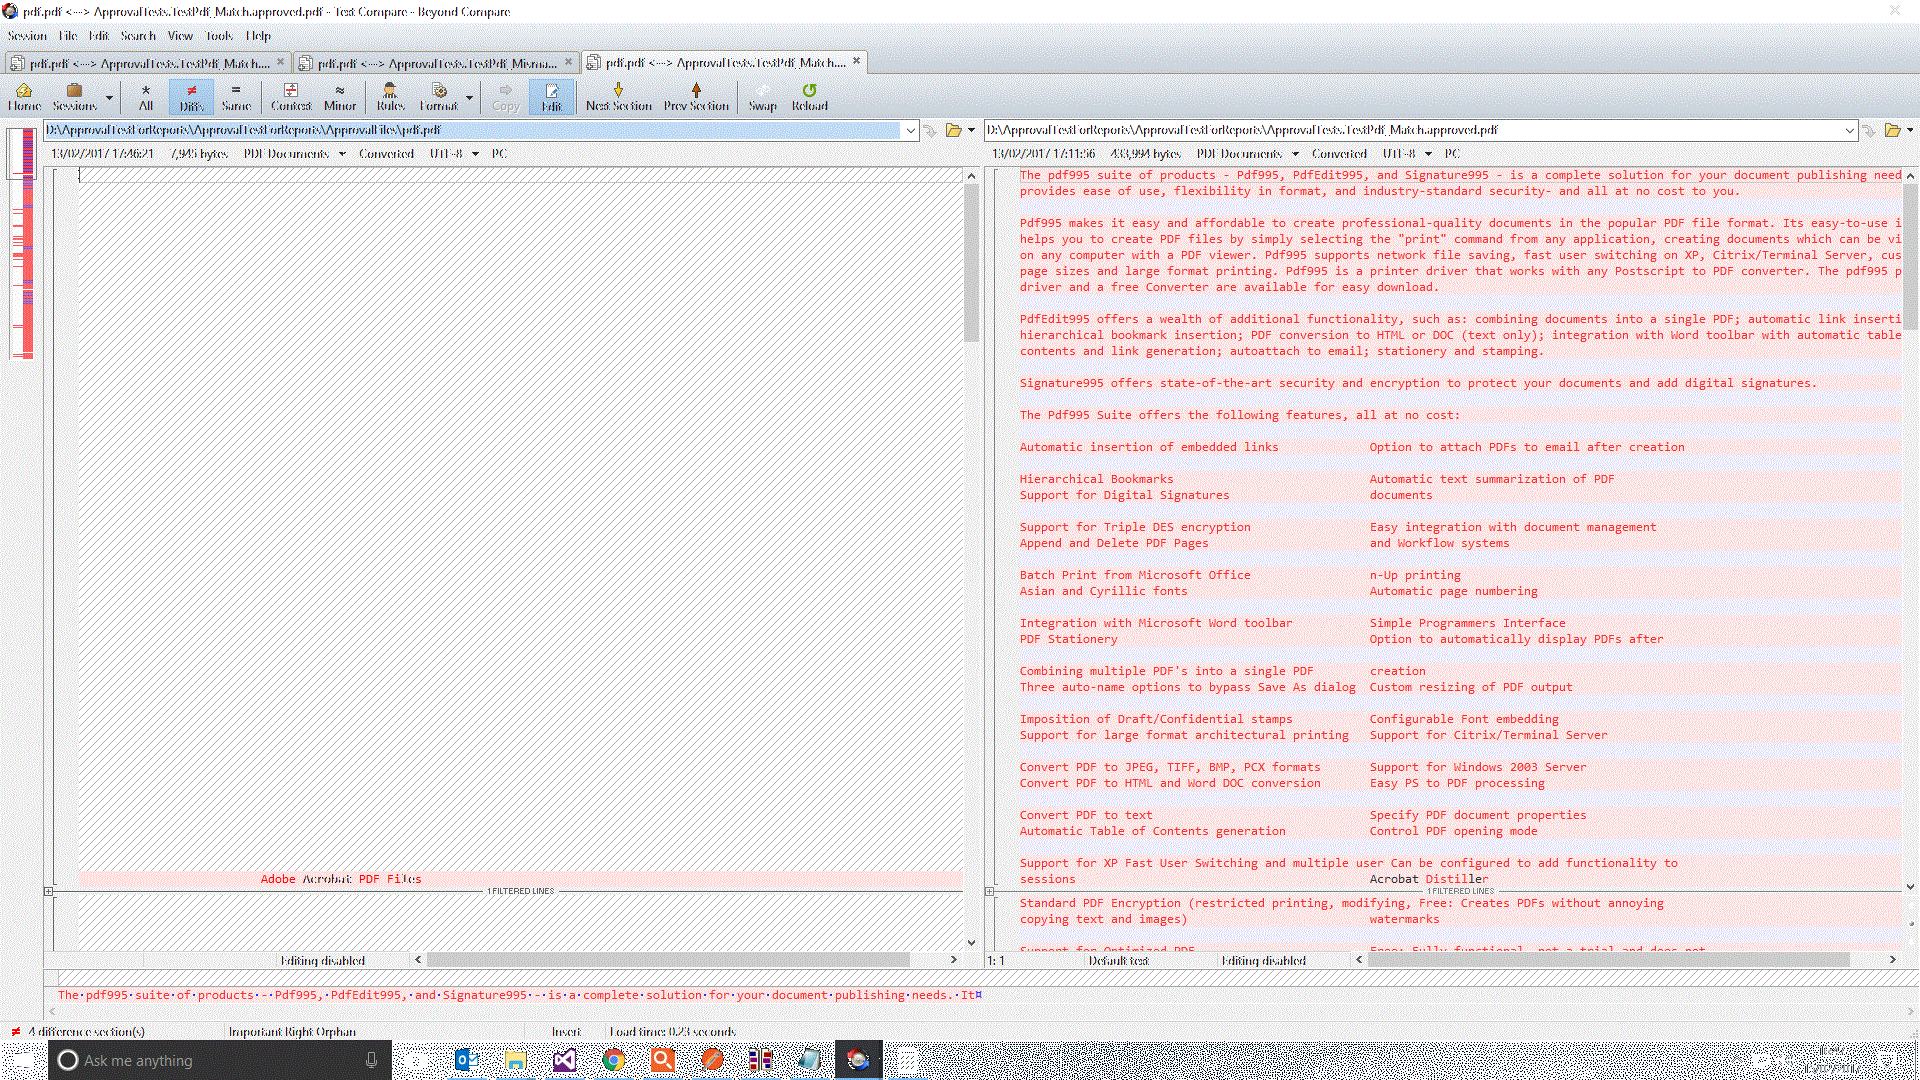 pdf.pdf <---> ApprovalTests.TestPdf_Match.approved.pdf - Text Compare - Beyond Compare
Session File Edit Search View Tools Help
pdf.pdf <---> ApprovalTests.TestPdf_Match.... pdf.pdf <---> ApprovalTests.TestPdf_Misma... pdf.pdf <---> ApprovalTests.TestPdf_Match....
Home Sessions All Diffs Same Context Minor Rules Format Copy Edit Next Section Prev Section Swap Reload
D:\ApprovalTestForReports\ApprovalTestForReports\ApprovalFiles\pdf.pdf
D:\ApprovalTestForReports\ApprovalTestForReports\ApprovalTests.TestPdf_Match.approved.pdf
13/02/2017 17:46:21 7,945 bytes PDF Documents Converted UTF-8 PC
13/02/2017 17:11:56 433,994 bytes PDF Documents Converted UTF-8 PC
The pdf995 suite of products - Pdf995, PdfEdit995, and Signature995 - is a complete solution for your document publishing need
provides ease of use, flexibility in format, and industry-standard security- and all at no cost to you.
Pdf995 makes it easy and affordable to create professional-quality documents in the popular PDF file format. Its easy-to-use i
helps you to create PDF files by simply selecting the "print" command from any application, creating documents which can be vi
on any computer with a PDF viewer. Pdf995 supports network file saving, fast user switching on XP, Citrix/Terminal Server, cus
page sizes and large format printing. Pdf995 is a printer driver that works with any Postscript to PDF converter. The pdf995 p
driver and a free Converter are available for easy download.
PdfEdit995 offers a wealth of additional functionality, such as: combining documents into a single PDF; automatic link inserti
hierarchical bookmark insertion; PDF conversion to HTML or DOC (text only); integration with Word toolbar with automatic table
contents and link generation; autoattach to email; stationery and stamping.
Signature995 offers state-of-the-art security and encryption to protect your documents and add digital signatures.
The Pdf995 Suite offers the following features, all at no cost:
Automatic insertion of embedded links Option to attach PDFs to email after creation
Hierarchical Bookmarks Automatic text summarization of PDF
Support for Digital Signatures documents
Support for Triple DES encryption Easy integration with document management
Append and Delete PDF Pages and Workflow systems
Batch Print from Microsoft Office n-Up printing
Asian and Cyrillic fonts Automatic page numbering
Integration with Microsoft Word toolbar Simple Programmers Interface
PDF Stationery Option to automatically display PDFs after
Combining multiple PDF's into a single PDF creation
Three auto-name options to bypass Save As dialog Custom resizing of PDF output
Imposition of Draft/Confidential stamps Configurable Font embedding
Support for large format architectural printing Support for Citrix/Terminal Server
Convert PDF to JPEG, TIFF, BMP, PCX formats Support for Windows 2003 Server
Convert PDF to HTML and Word DOC conversion Easy PS to PDF processing
Convert PDF to text Specify PDF document properties
Automatic Table of Contents generation Control PDF opening mode
Support for XP Fast User Switching and multiple user Can be configured to add functionality to
Adobe Acrobat PDF Files
sessions Acrobat Distiller
1 FILTERED LINES
1 FILTERED LINES
Standard PDF Encryption (restricted printing, modifying, Free: Creates PDFs without annoying
copying text and images) watermarks
Support for Optimized PDF Free: Fully functional, not a trial and does not
Editing disabled
1: 1 Default text Editing disabled
The pdf995 suite of products - Pdf995, PdfEdit995, and Signature995 - is a complete solution for your document publishing needs. It
4 difference section(s) Important Right Orphan Insert Load time: 0.23 seconds
Ask me anything